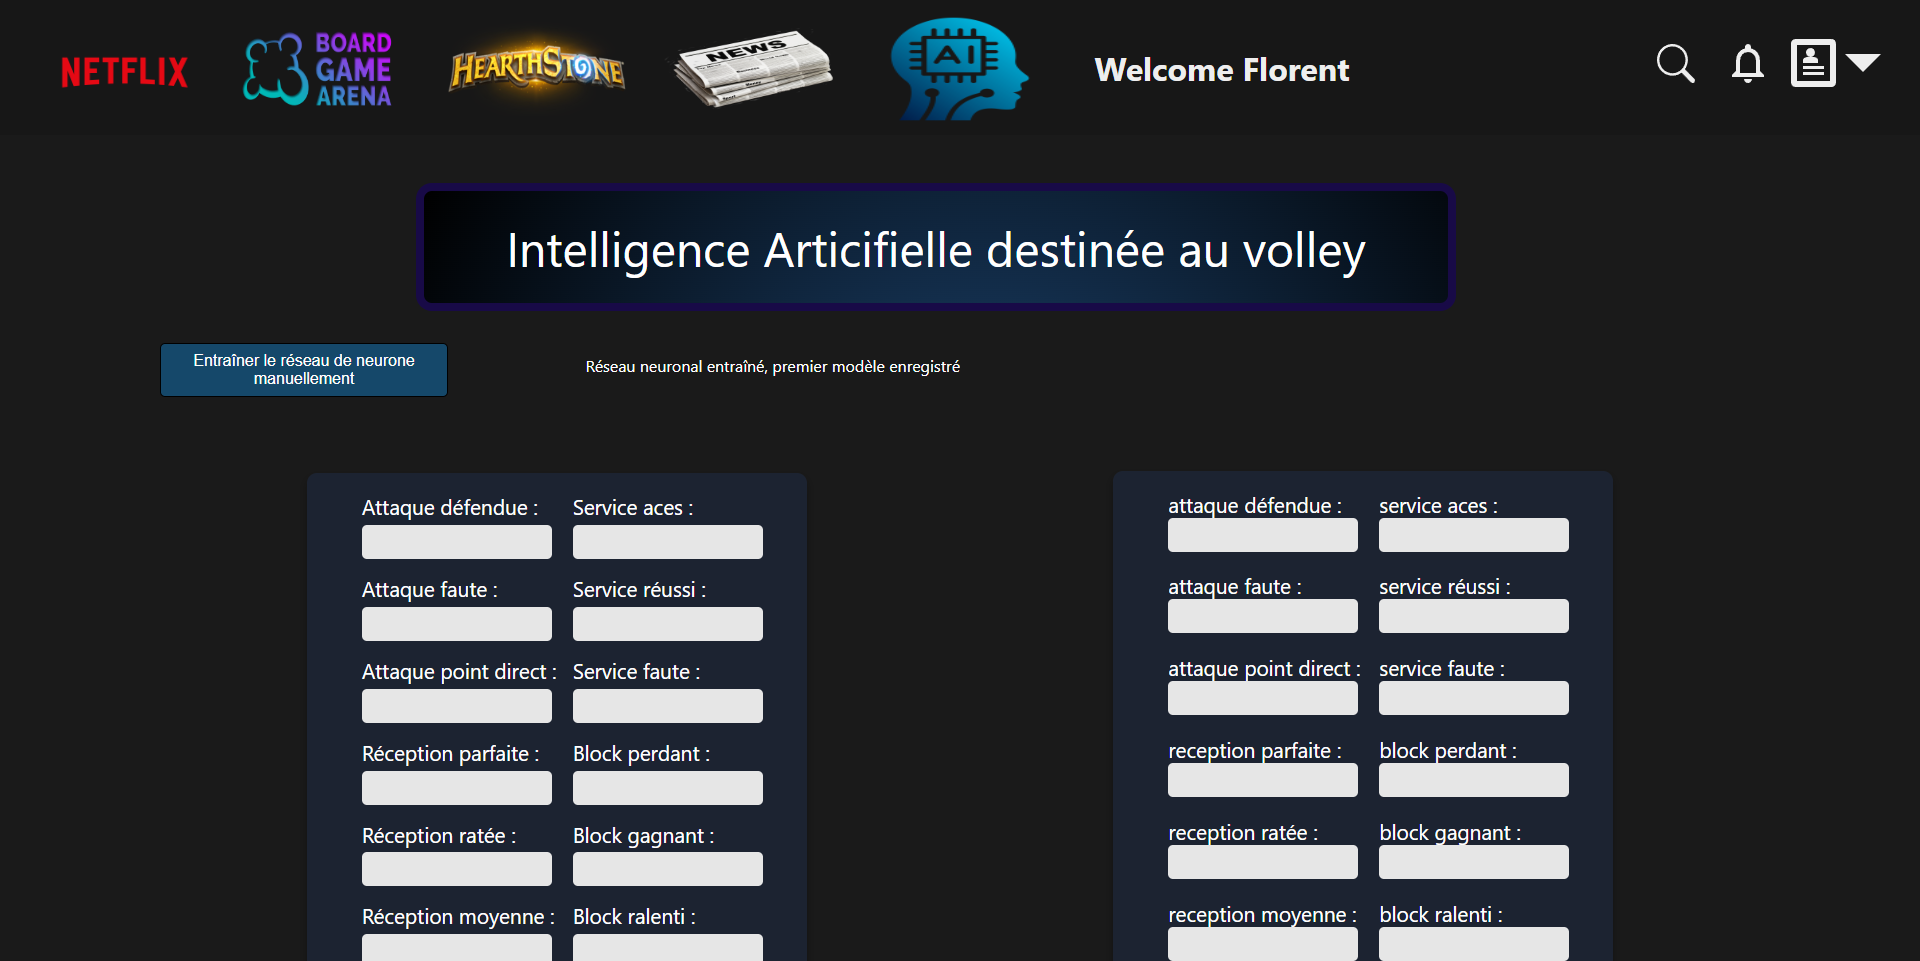 NETFLIX
BOARD
GAME
ARENA
HEARTHSTONE
NEWS
AI
Welcome Florent
Intelligence Articifielle destinée au volley
Entraîner le réseau de neurone
manuellement
Réseau neuronal entraîné, premier modèle enregistré
Attaque défendue :
Service aces :
Attaque faute :
Service réussi :
Attaque point direct :
Service faute :
Réception parfaite :
Block perdant :
Réception ratée :
Block gagnant :
Réception moyenne :
Block ralenti :
attaque défendue :
service aces :
attaque faute :
service réussi :
attaque point direct :
service faute :
reception parfaite :
block perdant :
reception ratée :
block gagnant :
reception moyenne :
block ralenti :